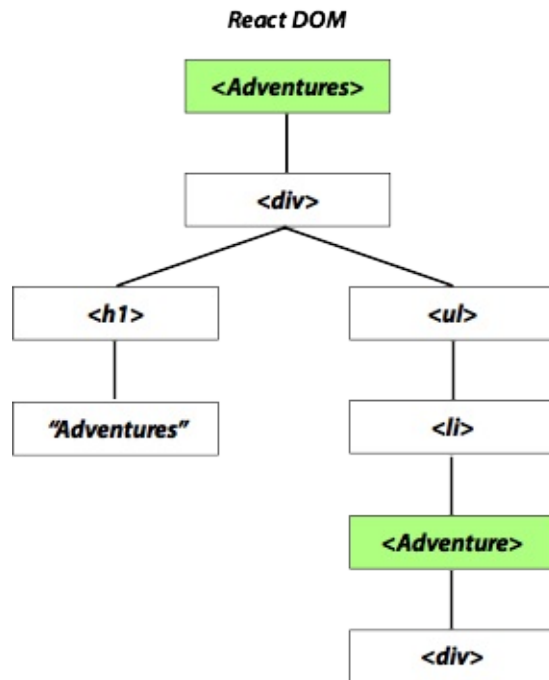 React DOM
<Adventures>
<div>
<h1>
<ul>
“Adventures”
<li>
<Adventure>
<div>